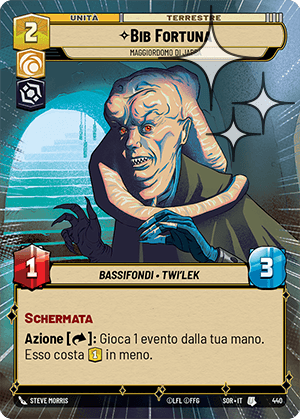 UNITÀ
TERRESTRE
2
BIB FORTUNA
MAGGIORDOMO DI JABBA
1
BASSIFONDI • TWI'LEK
3
SCHERMATA
Azione [ ]: Gioca 1 evento dalla tua mano.
Esso costa 1 in meno.
STEVE MORRIS
©LFL ©FFG
SOR • IT
440